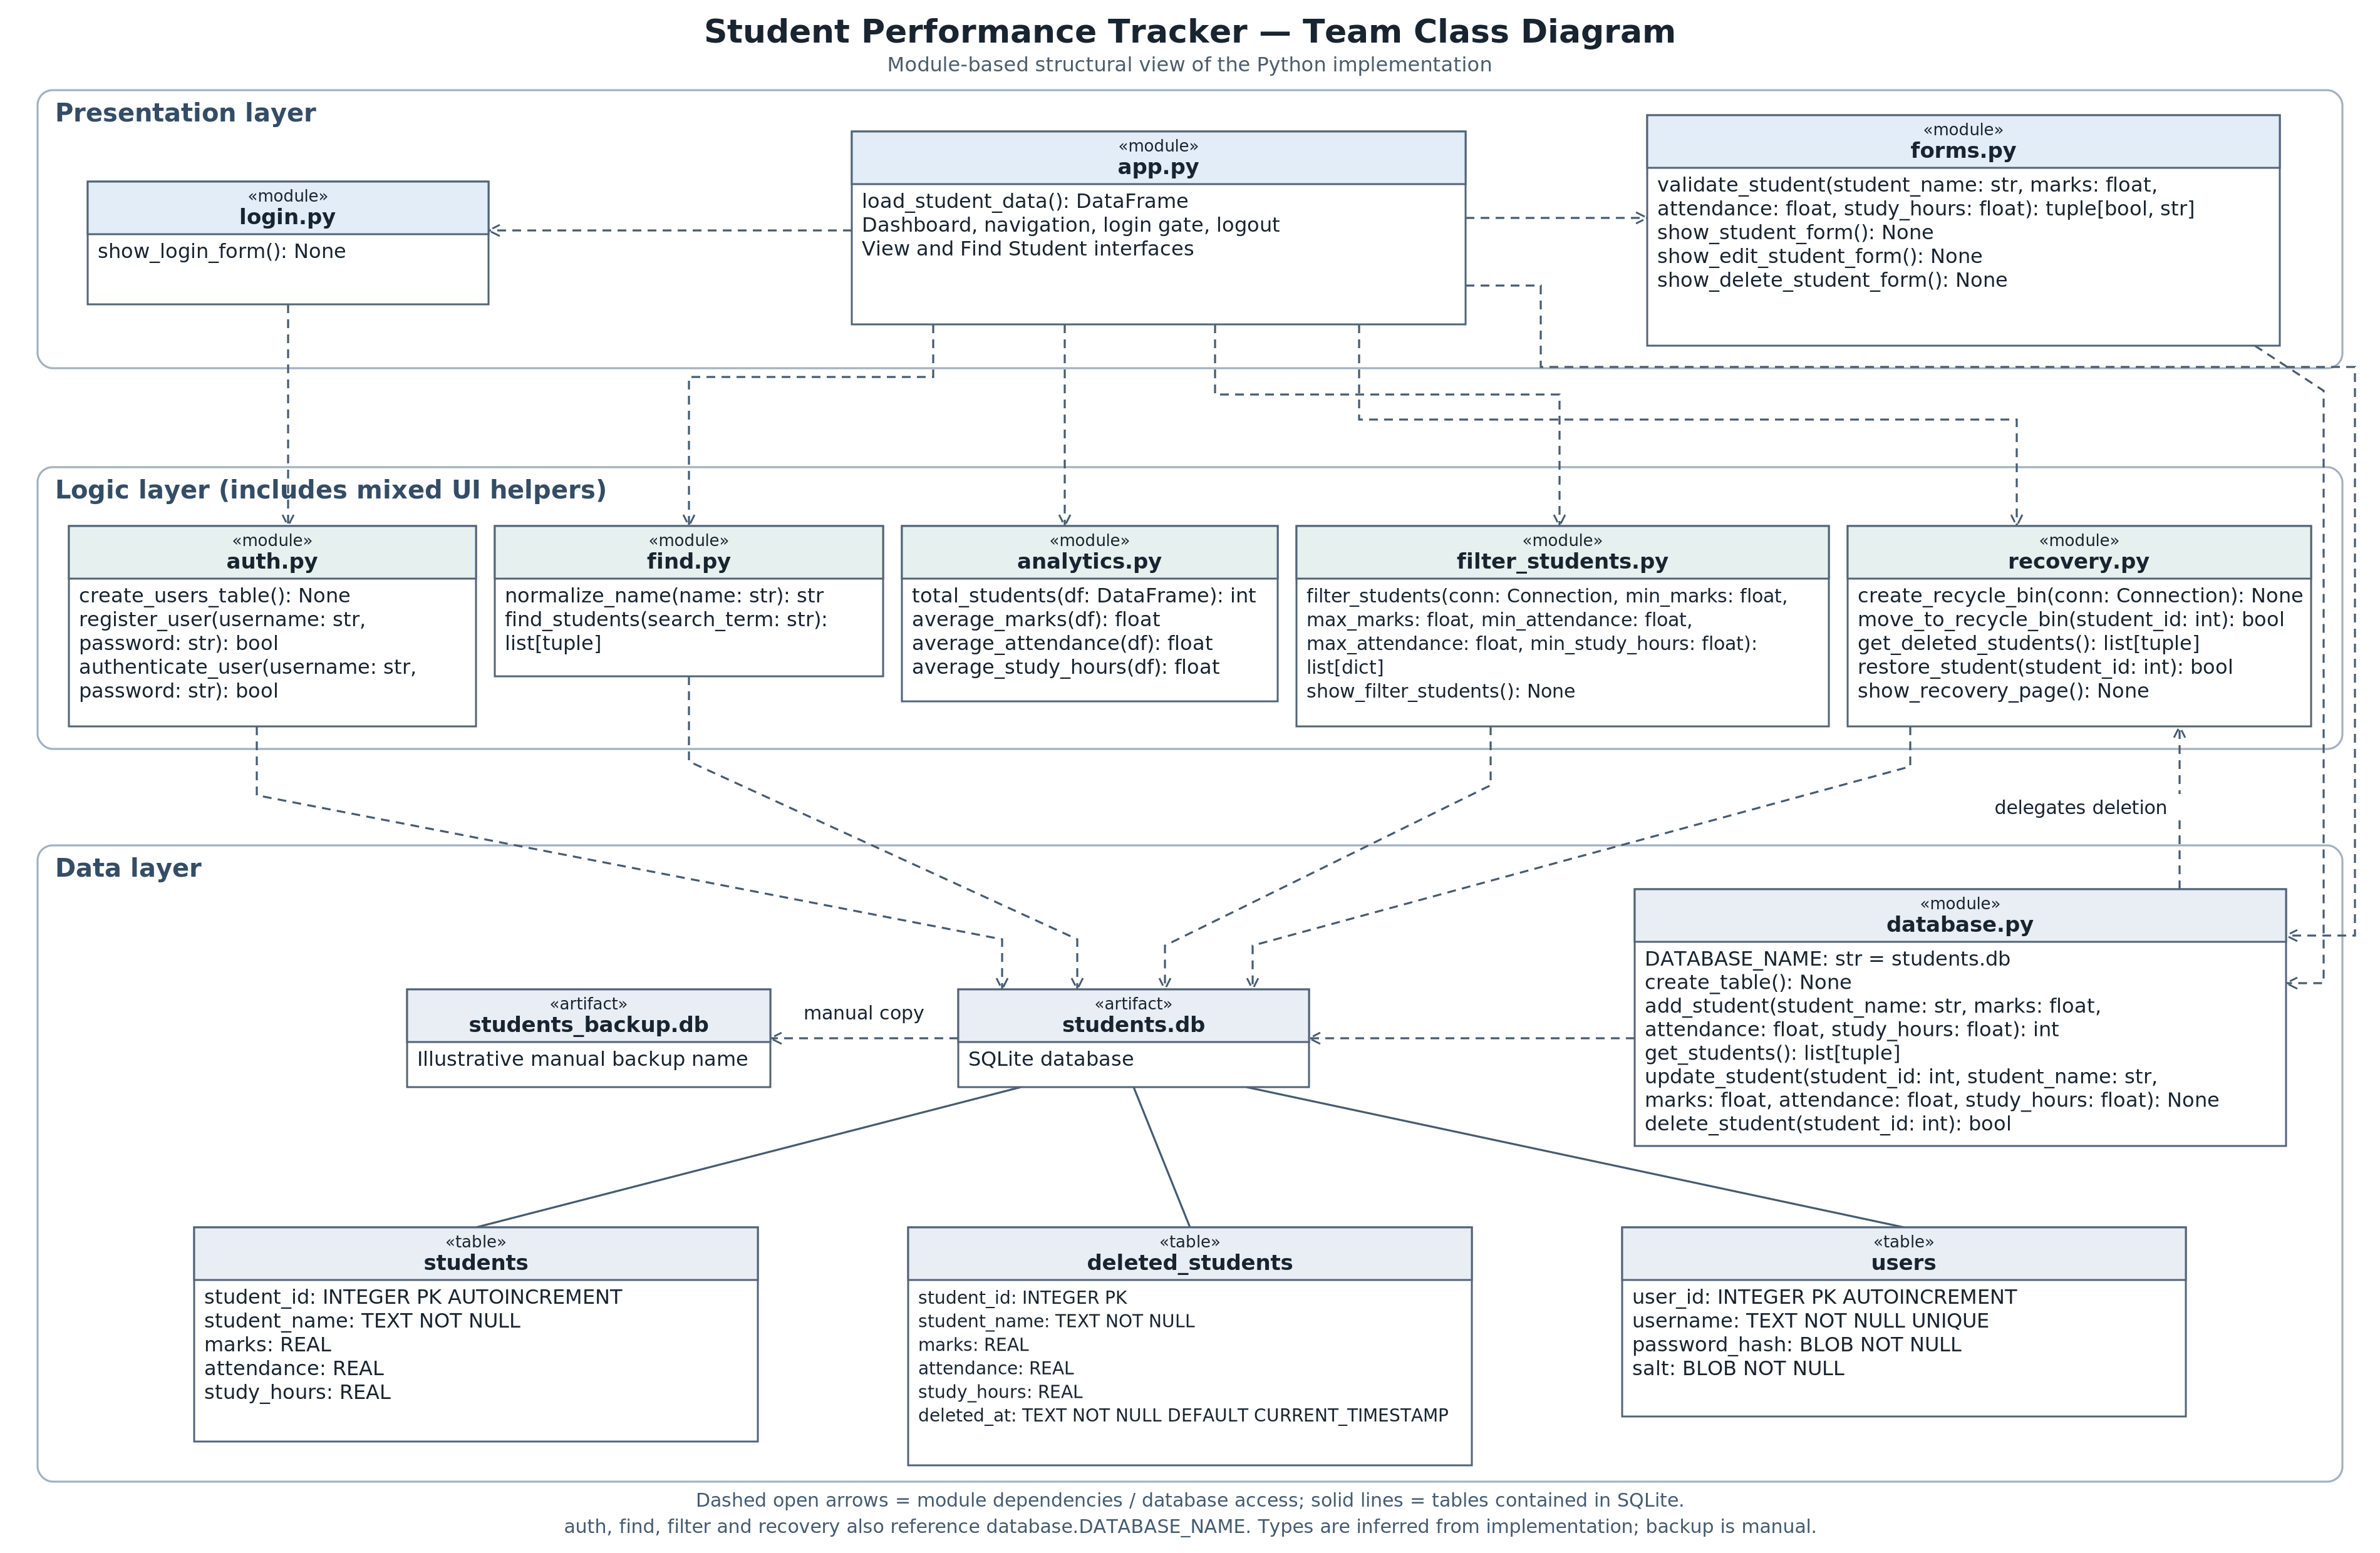 Student Performance Tracker — Team Class Diagram
Module-based structural view of the Python implementation
Presentation layer
«module»
login.py
show_login_form(): None
«module»
app.py
load_student_data(): DataFrame
Dashboard, navigation, login gate, logout
View and Find Student interfaces
«module»
forms.py
validate_student(student_name: str, marks: float,
attendance: float, study_hours: float): tuple[bool, str]
show_student_form(): None
show_edit_student_form(): None
show_delete_student_form(): None
Logic layer (includes mixed UI helpers)
«module»
auth.py
create_users_table(): None
register_user(username: str,
password: str): bool
authenticate_user(username: str,
password: str): bool
«module»
find.py
normalize_name(name: str): str
find_students(search_term: str):
list[tuple]
«module»
analytics.py
total_students(df: DataFrame): int
average_marks(df): float
average_attendance(df): float
average_study_hours(df): float
«module»
filter_students.py
filter_students(conn: Connection, min_marks: float,
max_marks: float, min_attendance: float,
max_attendance: float, min_study_hours: float):
list[dict]
show_filter_students(): None
«module»
recovery.py
create_recycle_bin(conn: Connection): None
move_to_recycle_bin(student_id: int): bool
get_deleted_students(): list[tuple]
restore_student(student_id: int): bool
show_recovery_page(): None
delegates deletion
Data layer
«artifact»
students_backup.db
Illustrative manual backup name
manual copy
«artifact»
students.db
SQLite database
«module»
database.py
DATABASE_NAME: str = students.db
create_table(): None
add_student(student_name: str, marks: float,
attendance: float, study_hours: float): int
get_students(): list[tuple]
update_student(student_id: int, student_name: str,
marks: float, attendance: float, study_hours: float): None
delete_student(student_id: int): bool
«table»
students
student_id: INTEGER PK AUTOINCREMENT
student_name: TEXT NOT NULL
marks: REAL
attendance: REAL
study_hours: REAL
«table»
deleted_students
student_id: INTEGER PK
student_name: TEXT NOT NULL
marks: REAL
attendance: REAL
study_hours: REAL
deleted_at: TEXT NOT NULL DEFAULT CURRENT_TIMESTAMP
«table»
users
user_id: INTEGER PK AUTOINCREMENT
username: TEXT NOT NULL UNIQUE
password_hash: BLOB NOT NULL
salt: BLOB NOT NULL
Dashed open arrows = module dependencies / database access; solid lines = tables contained in SQLite.
auth, find, filter and recovery also reference database.DATABASE_NAME. Types are inferred from implementation; backup is manual.